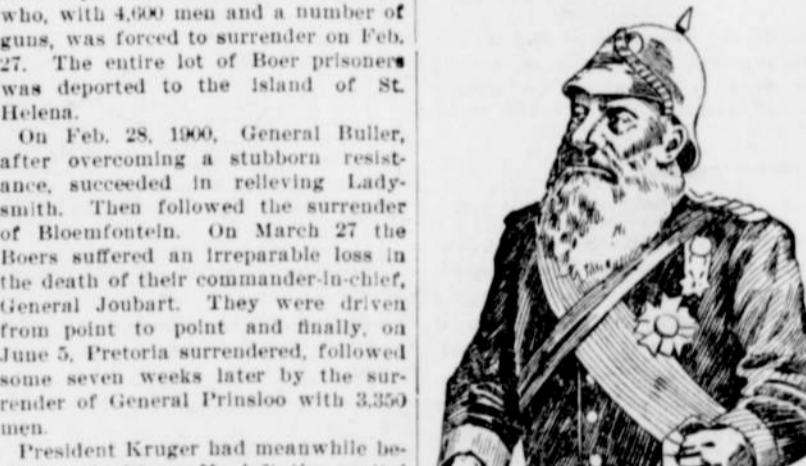 who, with 4,600 men and a number of
guns, was forced to surrender on Feb.
27. The entire lot of Boer prisoners
was deported to the island of St.
Helena.
On Feb. 28, 1900, General Buller,
after overcoming a stubborn resist-
ance, succeeded in relieving Lady-
smith. Then followed the surrender
of Bloemfontein. On March 27 the
Boers suffered an irreparable loss in
the death of their commander-in-chief,
General Joubart. They were driven
from point to point and finally, on
June 5, Pretoria surrendered, followed
some seven weeks later by the sur-
render of General Prinsloo with 3,350
men.
President Kruger had meanwhile be-